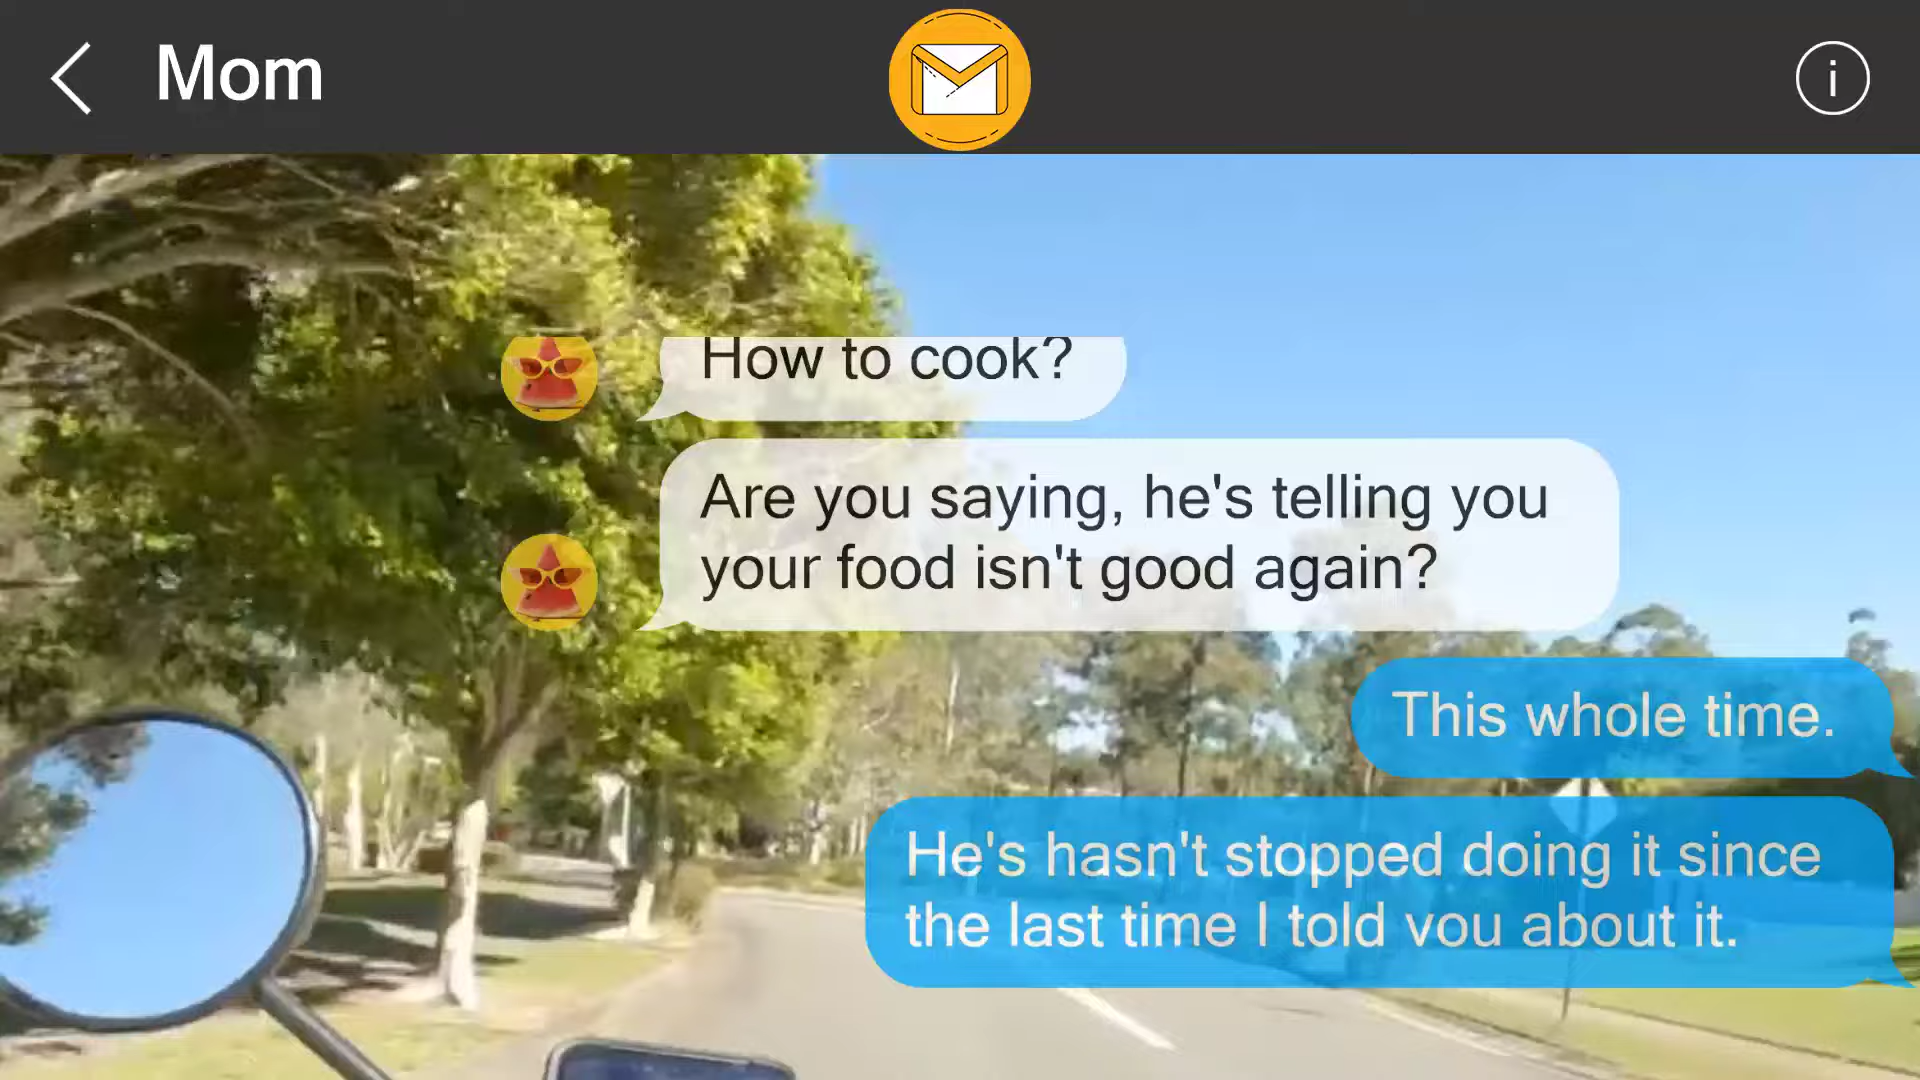 Mom
i
How to cook?
Are you saying, he's telling you
your food isn't good again?
This whole time.
He's hasn't stopped doing it since
the last time I told you about it.